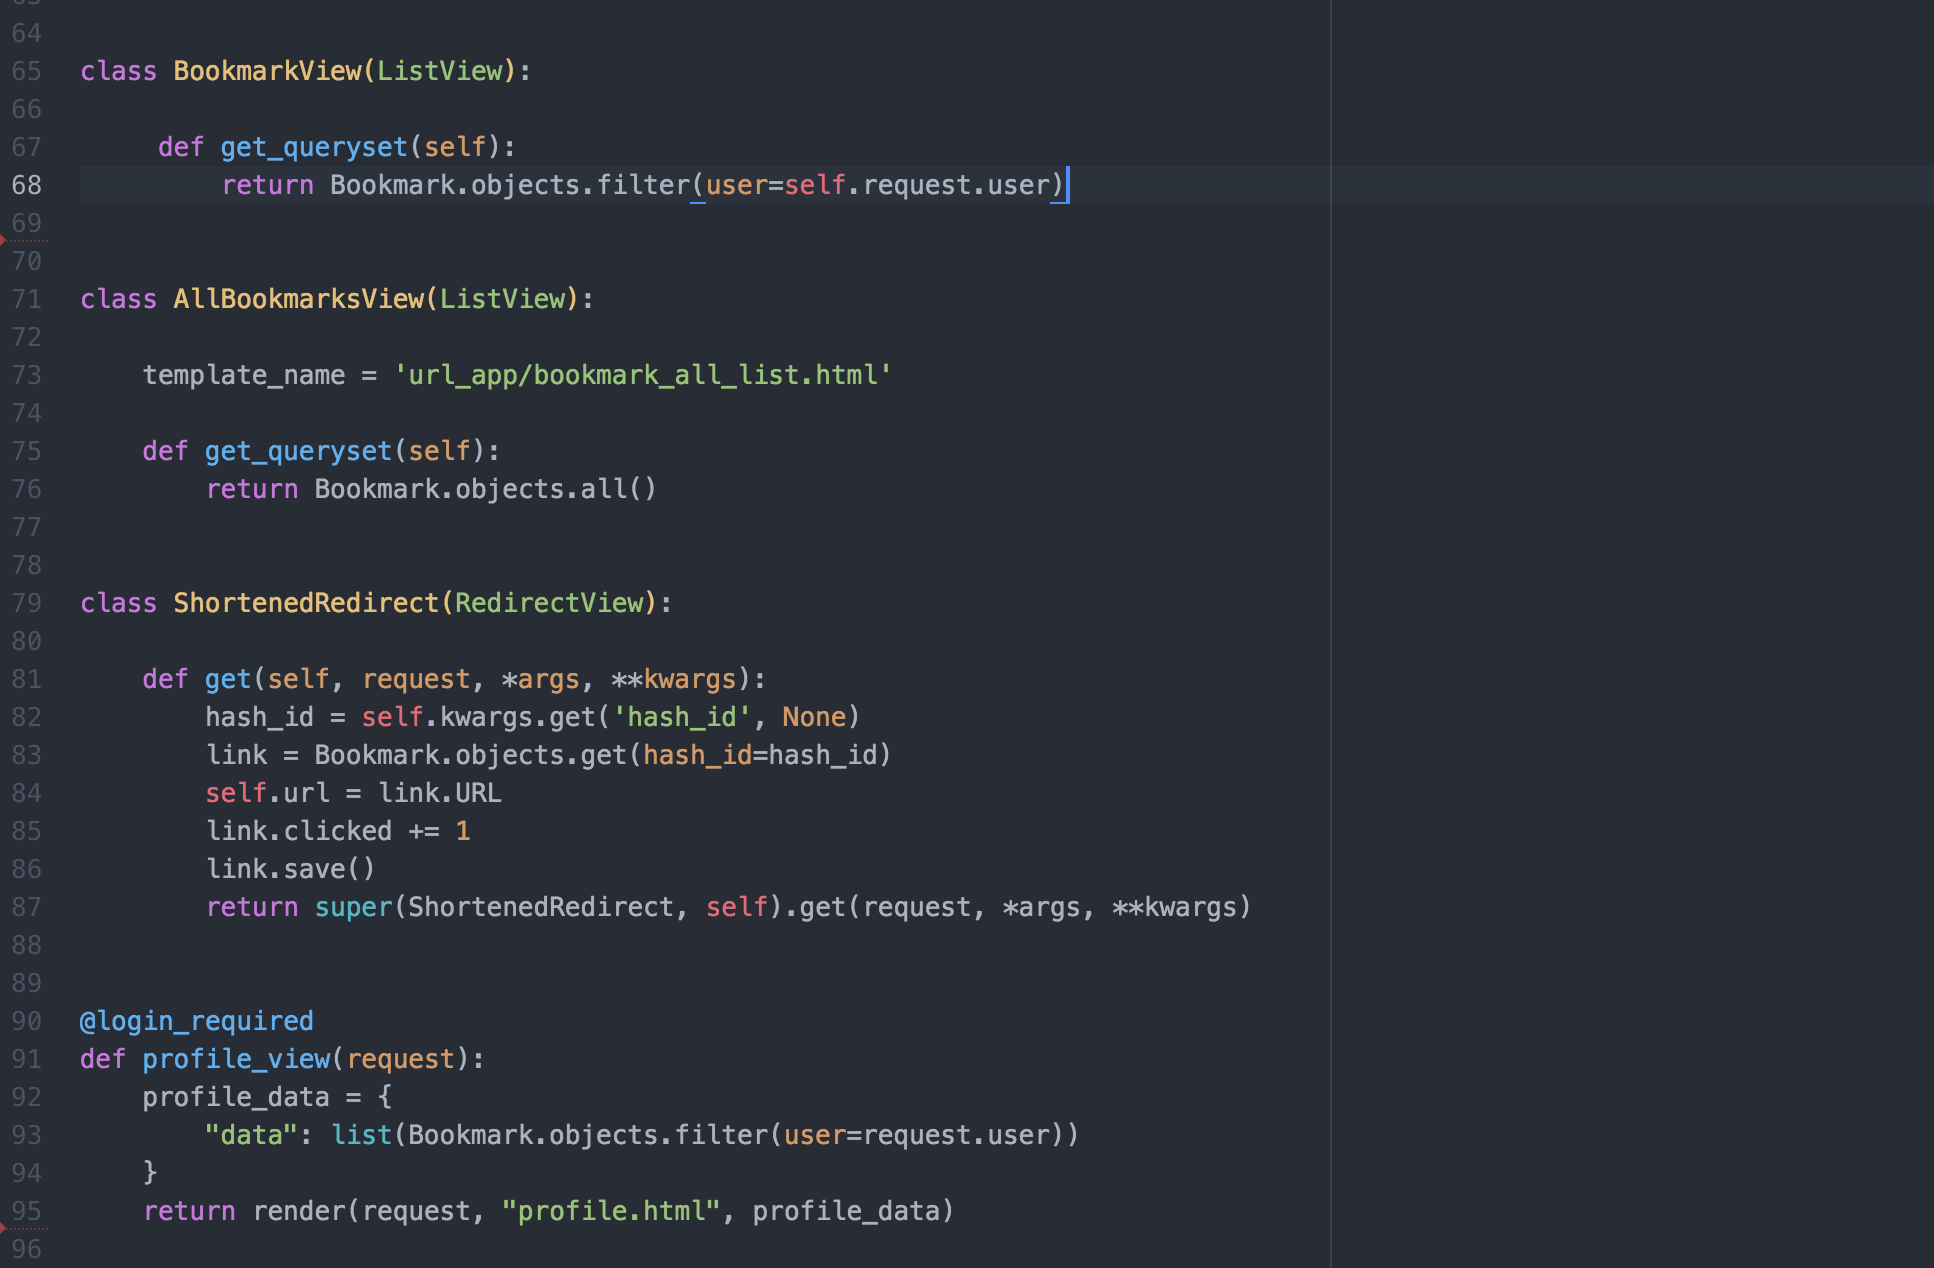 64
65 class BookmarkView(ListView):
66
67      def get_queryset(self):
68          return Bookmark.objects.filter(user=self.request.user)
69
70
71 class AllBookmarksView(ListView):
72
73     template_name = 'url_app/bookmark_all_list.html'
74
75     def get_queryset(self):
76         return Bookmark.objects.all()
77
78
79 class ShortenedRedirect(RedirectView):
80
81     def get(self, request, *args, **kwargs):
82         hash_id = self.kwargs.get('hash_id', None)
83         link = Bookmark.objects.get(hash_id=hash_id)
84         self.url = link.URL
85         link.clicked += 1
86         link.save()
87         return super(ShortenedRedirect, self).get(request, *args, **kwargs)
88
89
90 @login_required
91 def profile_view(request):
92     profile_data = {
93         "data": list(Bookmark.objects.filter(user=request.user))
94     }
95     return render(request, "profile.html", profile_data)
96